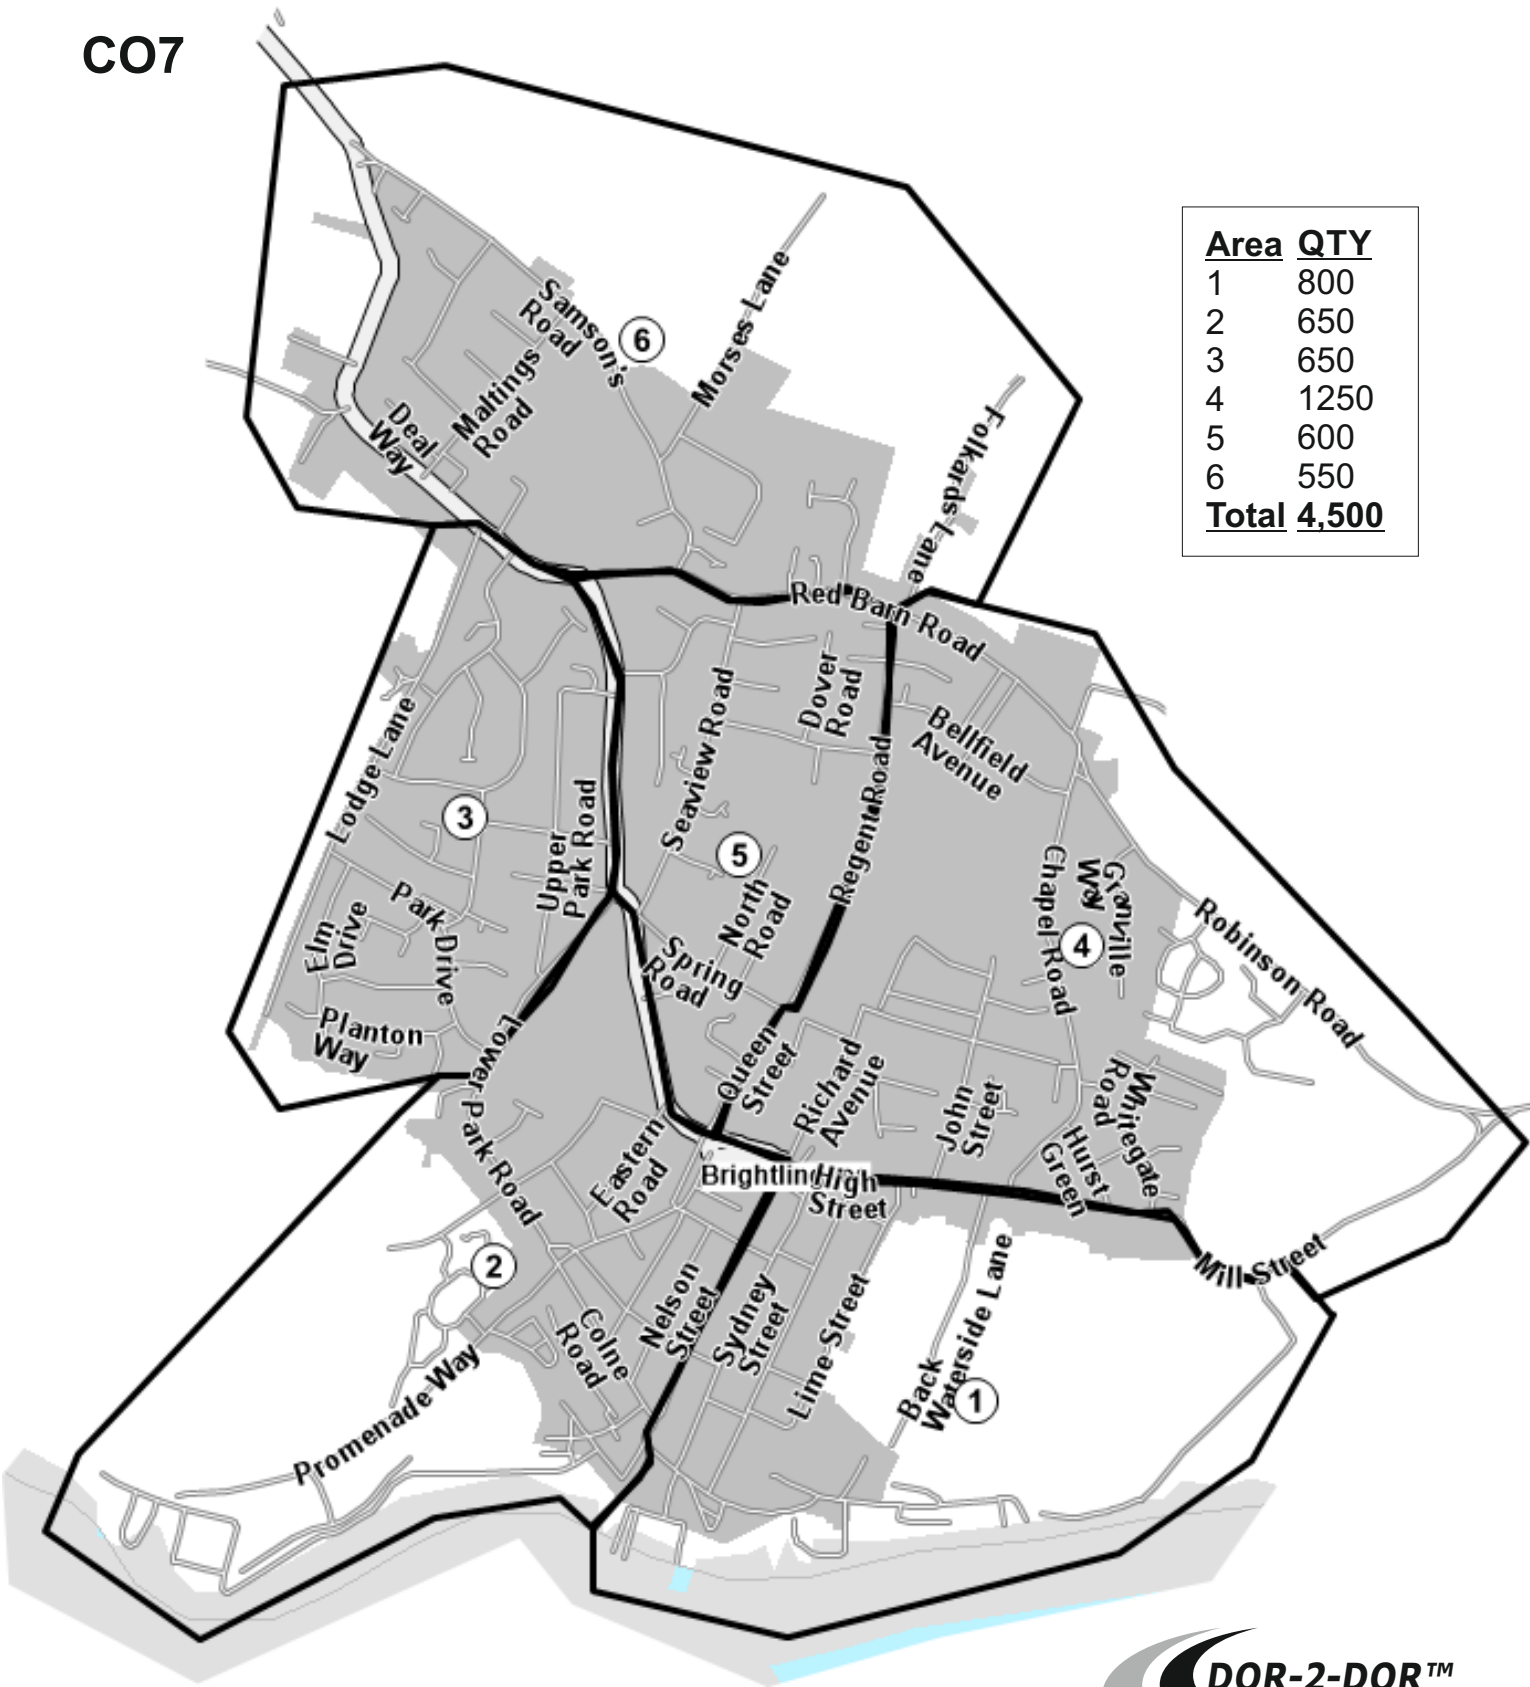 CO7
Area QTY
1 800
2 650
3 650
4 1250
5 600
6 550
Total 4,500
Samson's
Road
6
Morses Lane
Maltings
Road
Deal
Way
Folkards Lane
Red Barn Road
Dover
Road
Bellfield
Avenue
Seaview Road
Lodge Lane
3
Upper
Park Road
5
Regent Road
North
Road
Chapel Road
Granville
Way
4
Robinson Road
Park Drive
Elm
Drive
Spring
Road
Planton
Way
Lower Park Road
Queen
Street
Richard
Avenue
John
Street
Whitegate
Road
Hurst
Green
Eastern
Road
High
Street
Mill Street
2
Nelson
Street
Sydney
Street
Lime Street
Back
Waterside Lane
1
Colne
Road
Promenade Way
DOR-2-DOR™